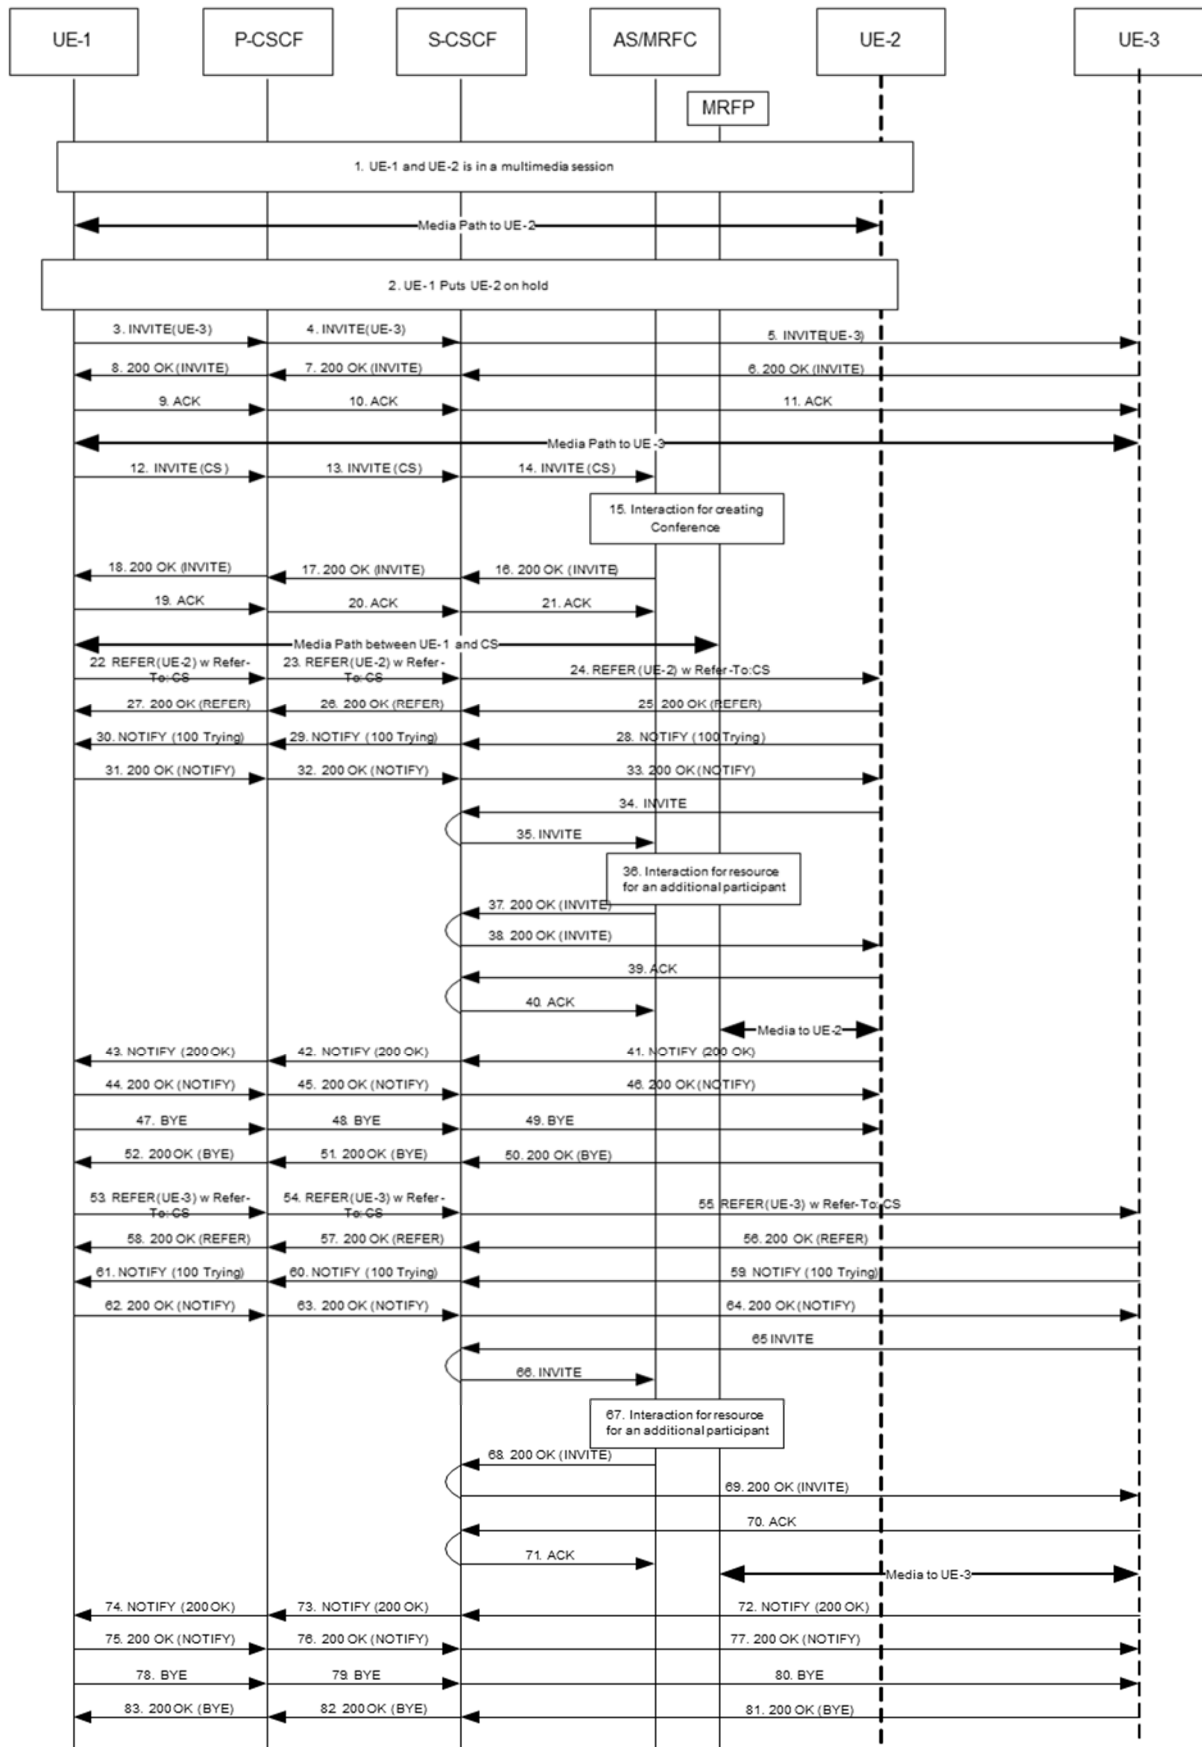 UE-1
P-CSCF
S-CSCF
AS/MRFC
UE-2
UE-3
MRFP
1. UE-1 and UE-2 is in a multimedia session
Media Path to UE-2
2. UE-1 Puts UE-2 on hold
3. INVITE(UE-3)
4. INVITE(UE-3)
5. INVITE(UE-3)
8. 200 OK (INVITE)
7. 200 OK (INVITE)
6. 200 OK (INVITE)
9. ACK
10. ACK
11. ACK
Media Path to UE-3
12. INVITE (CS)
13. INVITE (CS)
14. INVITE (CS)
15. Interaction for creating
Conference
18. 200 OK (INVITE)
17. 200 OK (INVITE)
16. 200 OK (INVITE)
19. ACK
20. ACK
21. ACK
Media Path between UE-1 and CS
22. REFER(UE-2) w Refer-
To: CS
23. REFER(UE-2) w Refer-
To: CS
24. REFER(UE-2) w Refer-To:CS
27. 200 OK (REFER)
26. 200 OK (REFER)
25. 200 OK (REFER)
30. NOTIFY (100 Trying)
29. NOTIFY (100 Trying)
28. NOTIFY (100 Trying)
31. 200 OK (NOTIFY)
32. 200 OK (NOTIFY)
33. 200 OK (NOTIFY)
34. INVITE
35. INVITE
36. Interaction for resource
for an additional participant
37. 200 OK (INVITE)
38. 200 OK (INVITE)
39. ACK
40. ACK
Media to UE-2
43. NOTIFY (200 OK)
42. NOTIFY (200 OK)
41. NOTIFY (200 OK)
44. 200 OK (NOTIFY)
45. 200 OK (NOTIFY)
46. 200 OK (NOTIFY)
47. BYE
48. BYE
49. BYE
52. 200 OK (BYE)
51. 200 OK (BYE)
50. 200 OK (BYE)
53. REFER(UE-3) w Refer-
To: CS
54. REFER(UE-3) w Refer-
To: CS
55. REFER(UE-3) w Refer-To: CS
58. 200 OK (REFER)
57. 200 OK (REFER)
56. 200 OK (REFER)
61. NOTIFY (100 Trying)
60. NOTIFY (100 Trying)
59. NOTIFY (100 Trying)
62. 200 OK (NOTIFY)
63. 200 OK (NOTIFY)
64. 200 OK (NOTIFY)
65 INVITE
66. INVITE
67. Interaction for resource
for an additional participant
68. 200 OK (INVITE)
69. 200 OK (INVITE)
70. ACK
71. ACK
Media to UE-3
74. NOTIFY (200 OK)
73. NOTIFY (200 OK)
72. NOTIFY (200 OK)
75. 200 OK (NOTIFY)
76. 200 OK (NOTIFY)
77. 200 OK (NOTIFY)
78. BYE
79. BYE
80. BYE
83. 200 OK (BYE)
82. 200 OK (BYE)
81. 200 OK (BYE)